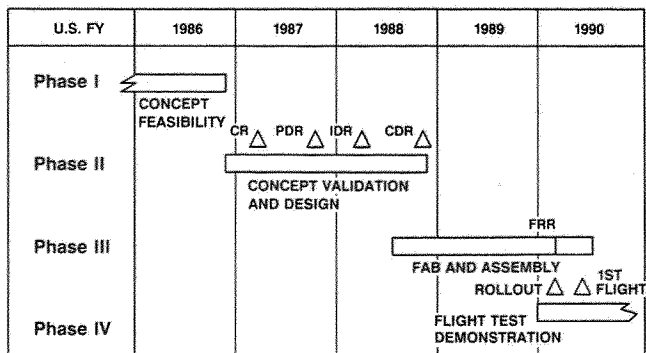 U.S. FY 1986 1987 1988 1989 1990
Phase I
CONCEPT
FEASIBILITY
CR PDR IDR CDR
Phase II
CONCEPT VALIDATION
AND DESIGN
FRR
Phase III
FAB AND ASSEMBLY
ROLLOUT 1ST
FLIGHT
Phase IV
FLIGHT TEST
DEMONSTRATION